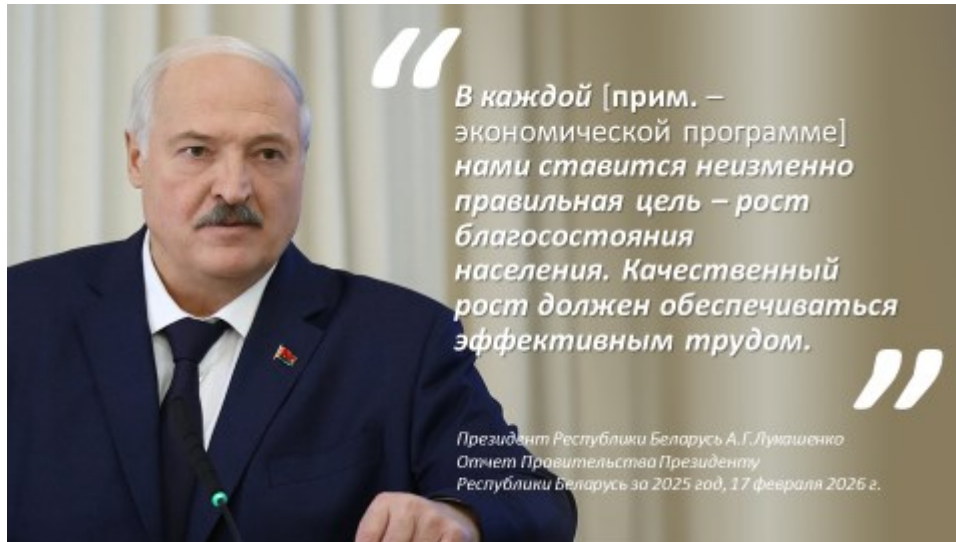 “
В каждой [прим. –
экономической программе]
нами ставится неизменно
правильная цель – рост
благосостояния
населения. Качественный
рост должен обеспечиваться
эффективным трудом.
”
Президент Республики Беларусь А.Г.Лукашенко
Отчет Правительства Президенту
Республики Беларусь за 2025 год, 17 февраля 2026 г.